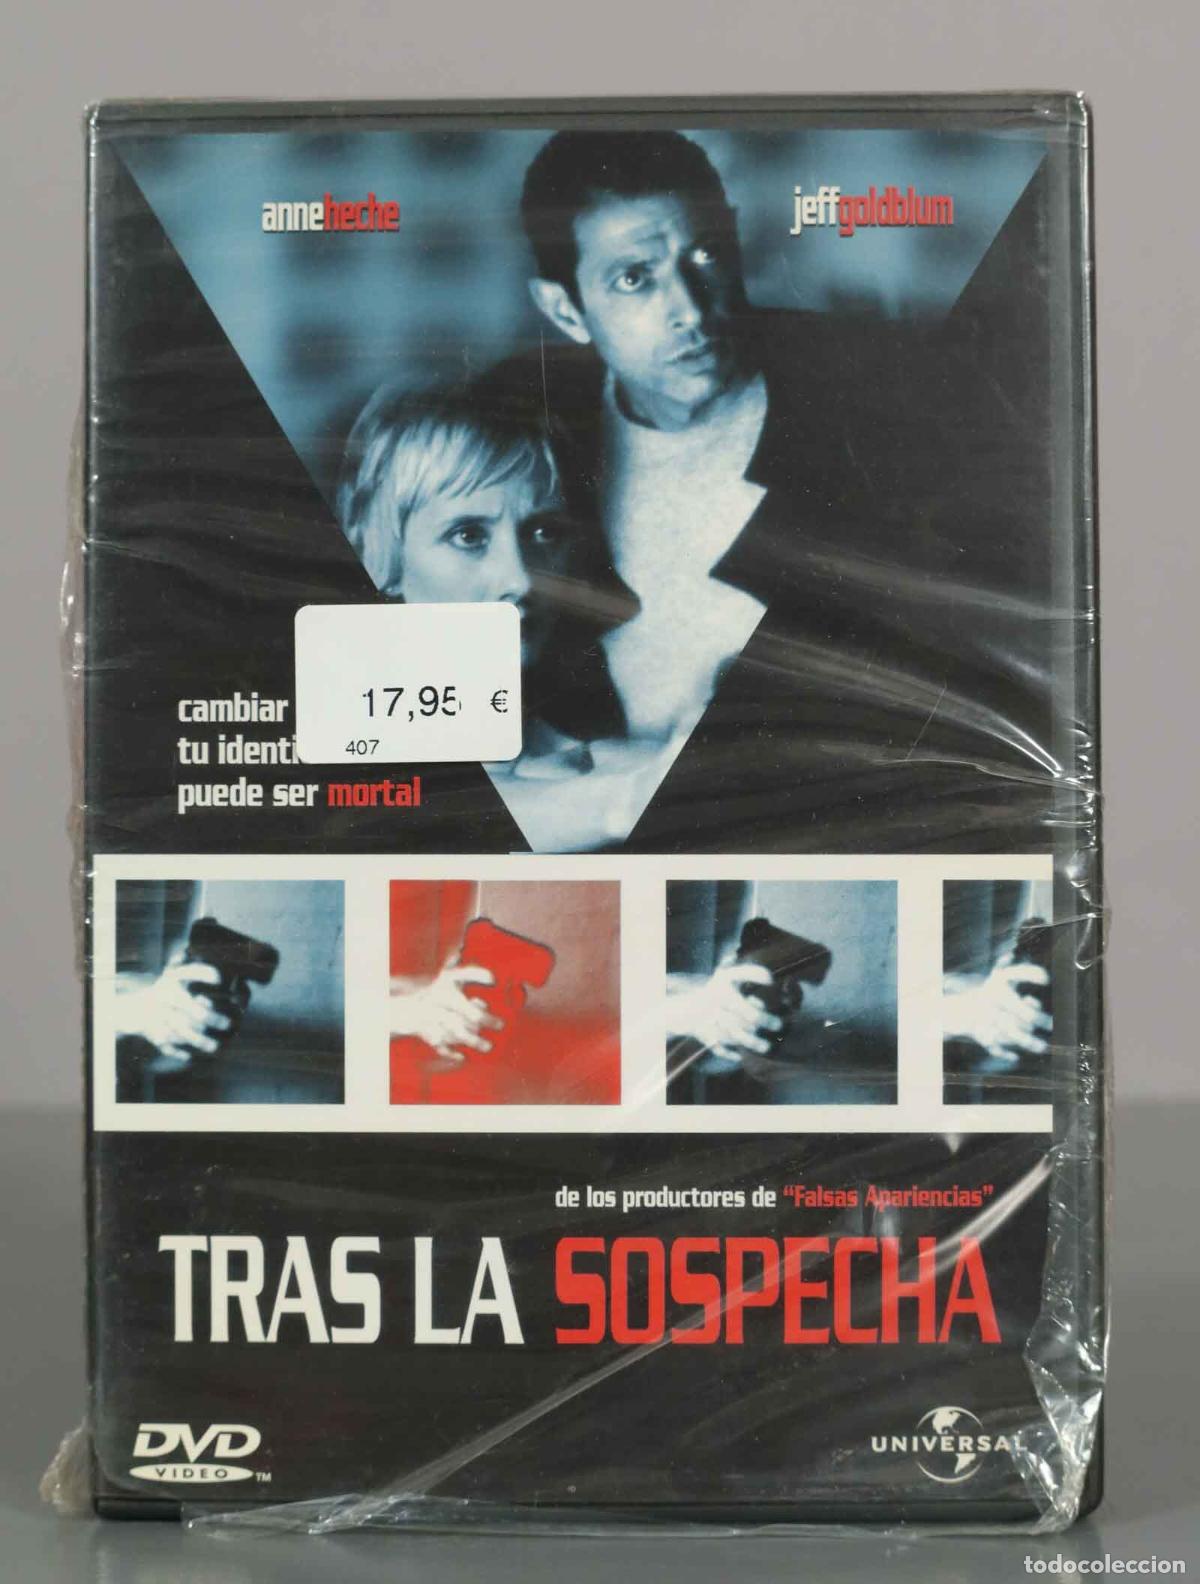 anneheche
jeffgoldblum
cambiar
17,95 €
407
puede ser mortal
tu
de los productores de "Falsas Apariencias"
TRAS LA SOSPECHA
DVD
VIDEO
TM
UNIVERSAL
todocoleccion